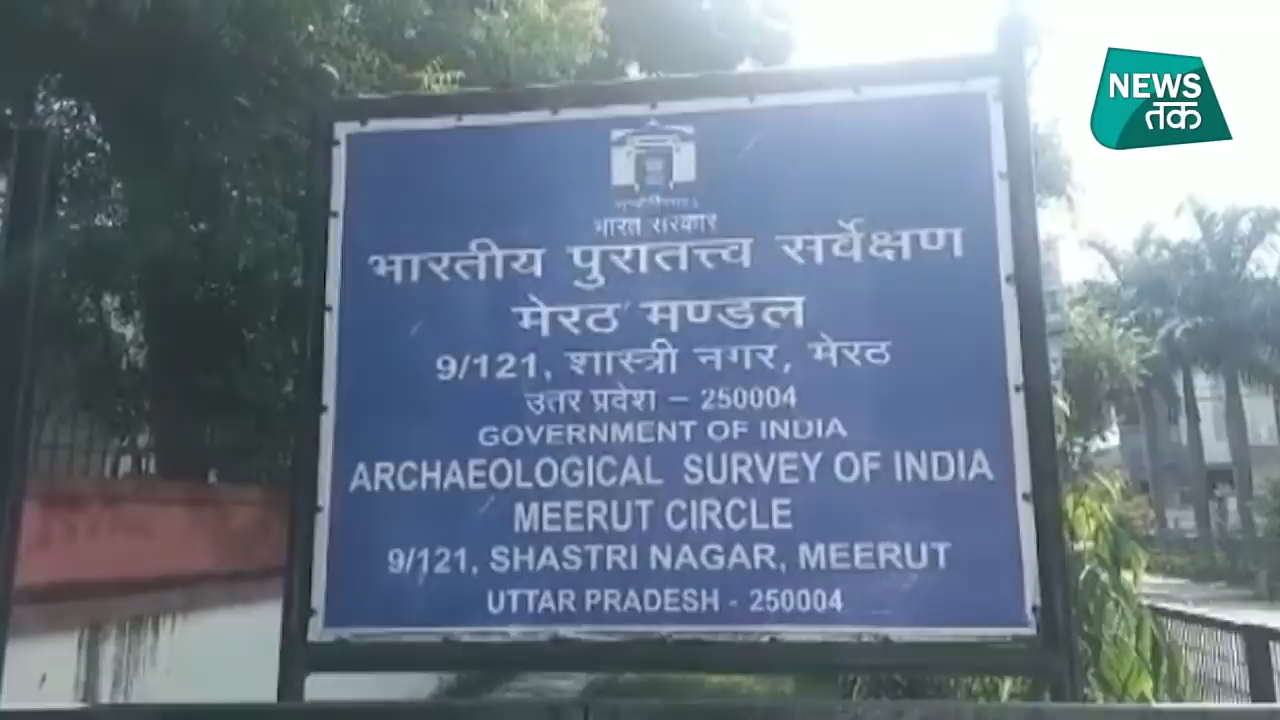 NEWS
तक
भारत सरकार
भारतीय पुरातत्त्व सर्वेक्षण
मेरठ मण्डल
9/121, शास्त्री नगर, मेरठ
उत्तर प्रदेश – 250004
GOVERNMENT OF INDIA
ARCHAEOLOGICAL SURVEY OF INDIA
MEERUT CIRCLE
9/121, SHASTRI NAGAR, MEERUT
UTTAR PRADESH - 250004